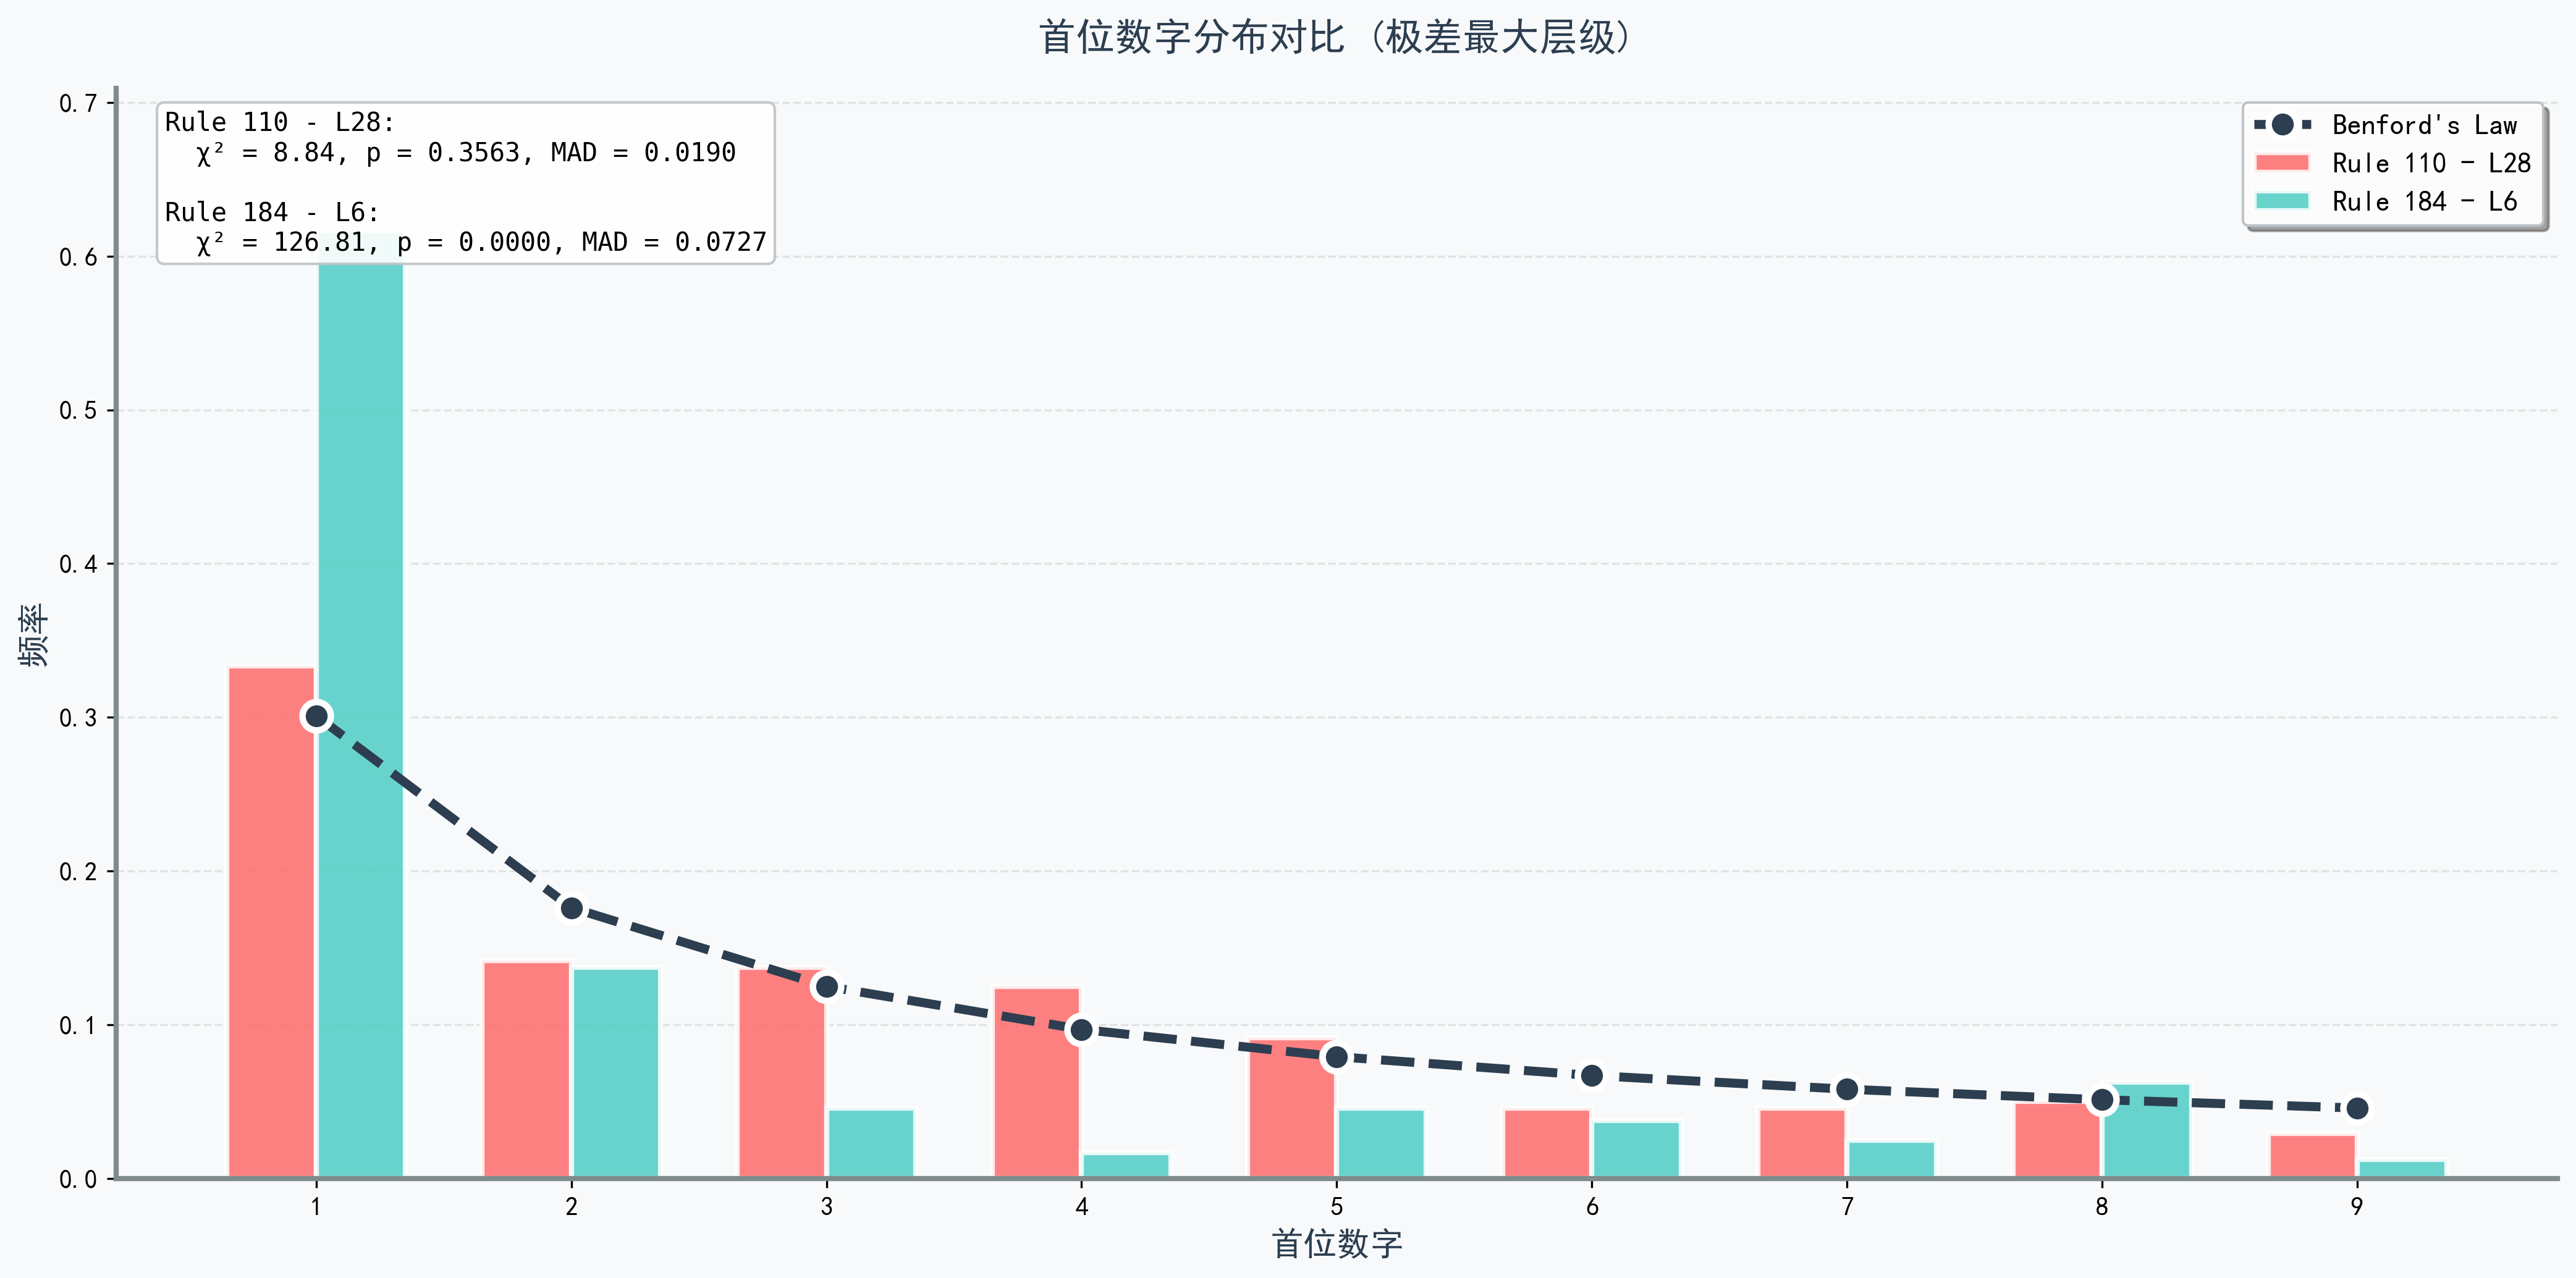 首位数字分布对比（极差最大层级）
Rule 110 - L28:
χ² = 8.84, p = 0.3563, MAD = 0.0190
Rule 184 - L6:
χ² = 126.81, p = 0.0000, MAD = 0.0727
Benford's Law
Rule 110 - L28
Rule 184 - L6
频率
0.7
0.6
0.5
0.4
0.3
0.2
0.1
0.0
1 2 3 4 5 6 7 8 9
首位数字